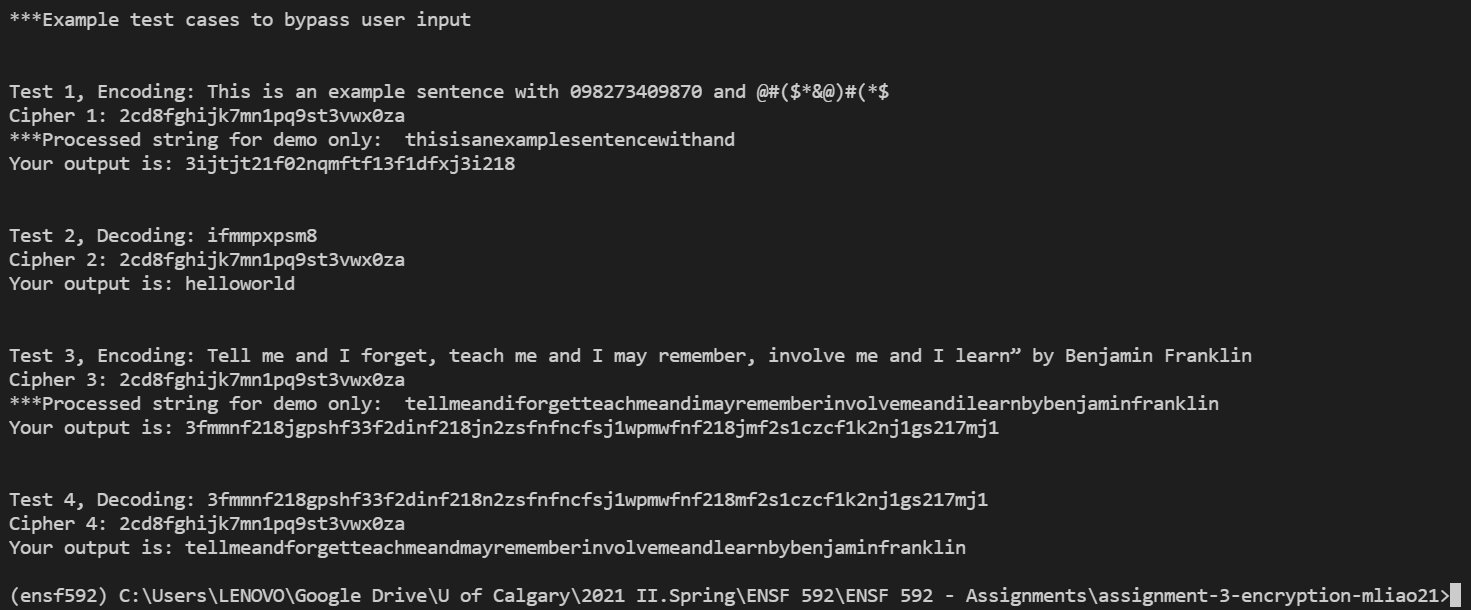 ***Example test cases to bypass user input
Test 1, Encoding: This is an example sentence with 098273409870 and @#($*&@)#(*$
Cipher 1: 2cd8fghijk7mn1pq9st3vwx0za
***Processed string for demo only:  thisisanexamplesentencewithand
Your output is: 3ijtjt21f02nqmftf13f1dfxj3i218
Test 2, Decoding: ifmmpxpsm8
Cipher 2: 2cd8fghijk7mn1pq9st3vwx0za
Your output is: helloworld
Test 3, Encoding: Tell me and I forget, teach me and I may remember, involve me and I learn” by Benjamin Franklin
Cipher 3: 2cd8fghijk7mn1pq9st3vwx0za
***Processed string for demo only:  tellmeandiforgetteachmeandimayrememberinvolvemeandilearnbybenjaminfranklin
Your output is: 3fmmnf218jgpshf33f2dinf218jn2zsfnfncfsj1wpmwfnf218jmf2s1czcf1k2nj1gs217mj1
Test 4, Decoding: 3fmmnf218gpshf33f2dinf218n2zsfnfncfsj1wpmwfnf218mf2s1czcf1k2nj1gs217mj1
Cipher 4: 2cd8fghijk7mn1pq9st3vwx0za
Your output is: tellmeandforgetteachmeandmayrememberinvolvemeandlearnbybenjaminfranklin
(ensf592) C:\Users\LENOVO\Google Drive\U of Calgary\2021 II.Spring\ENSF 592\ENSF 592 - Assignments\assignment-3-encryption-mliao21>